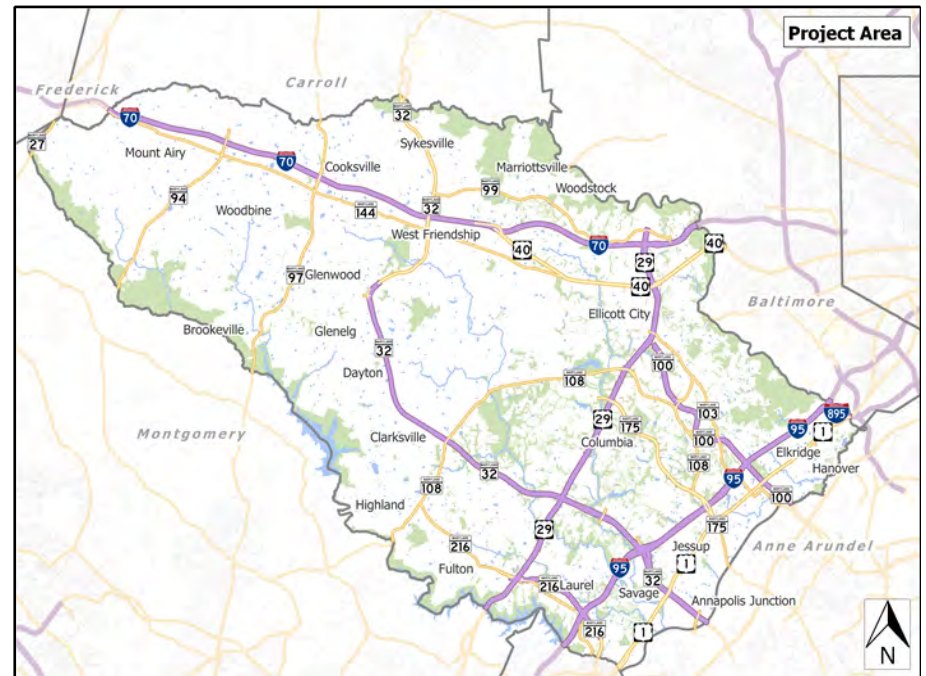 Project Area
Carroll
Frederick
70
32
27
Mount Airy
Sykesville
70
Cooksville
Marriottsville
99
Woodstock
94
Woodbine
144
32
West Friendship
40
70
40
29
97
Glenwood
40
Baltimore
Ellicott City
Brookeville
Glenelg
32
Dayton
100
108
895
29
175
103
95
1
Montgomery
Clarksville
Columbia
100
Elkridge
32
108
Hanover
95
108
100
Highland
29
175
216
Jessup
Anne Arundel
Fulton
95
1
216
Laurel
Savage
32
Annapolis Junction
216
1
N